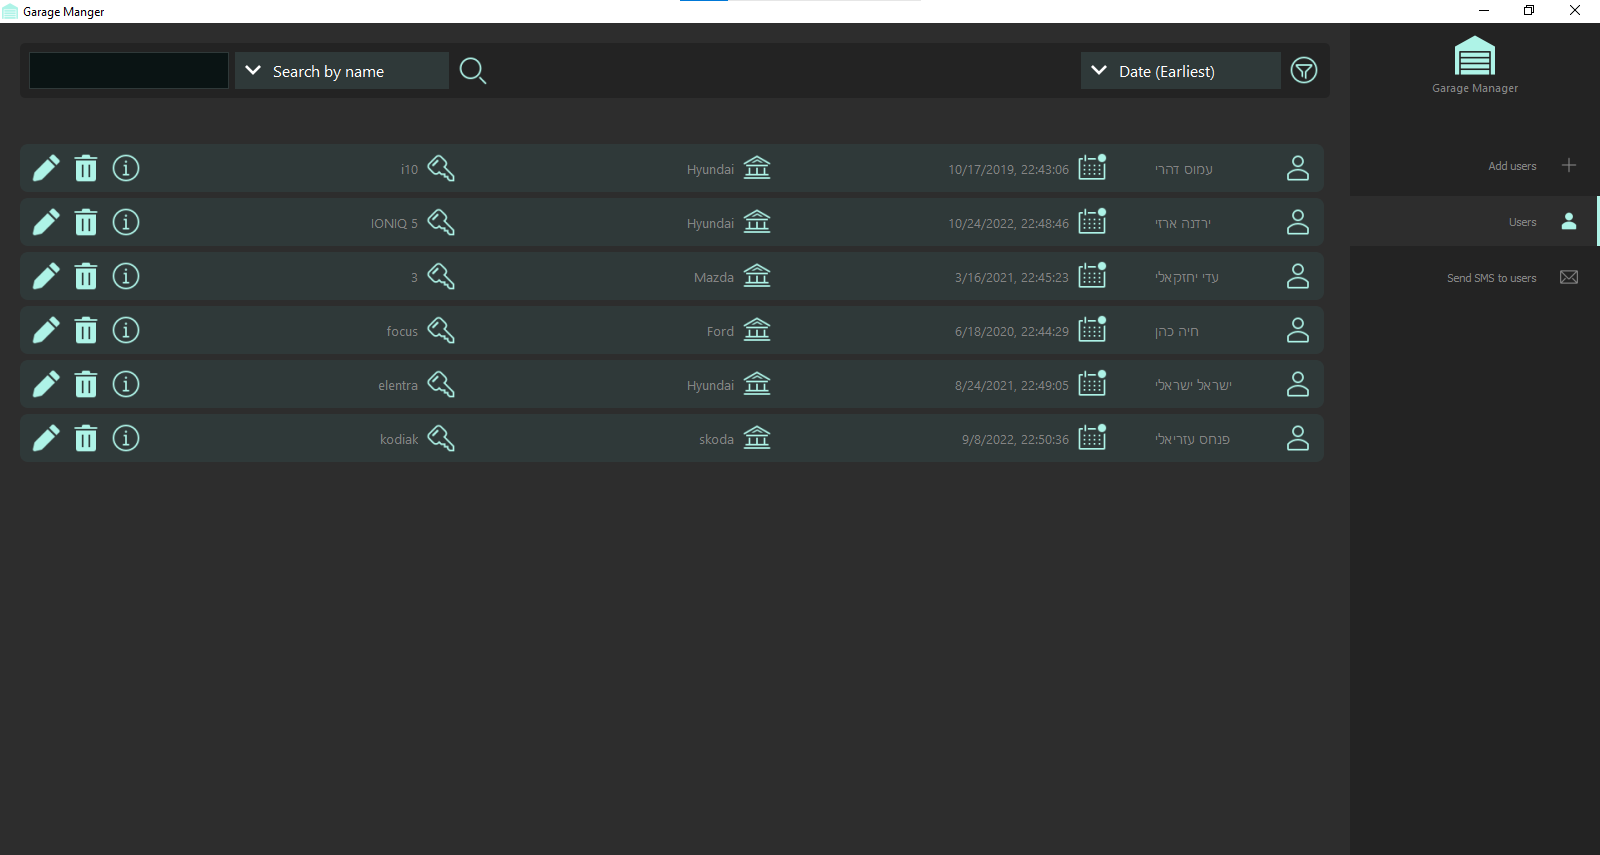 Garage Manger
Search by name
Date (Earliest)
Garage Manager
Add users
Users
Send SMS to users
i10 Hyundai 10/17/2019, 22:43:06 עמוס זהרי
IONIQ 5 Hyundai 10/24/2022, 22:48:46 ירדנה ארזי
3 Mazda 3/16/2021, 22:45:23 עדי יחזקאלי
focus Ford 6/18/2020, 22:44:29 חיה כהן
elentra Hyundai 8/24/2021, 22:49:05 ישראל ישראלי
kodiak skoda 9/8/2022, 22:50:36 פנחס עזריאלי